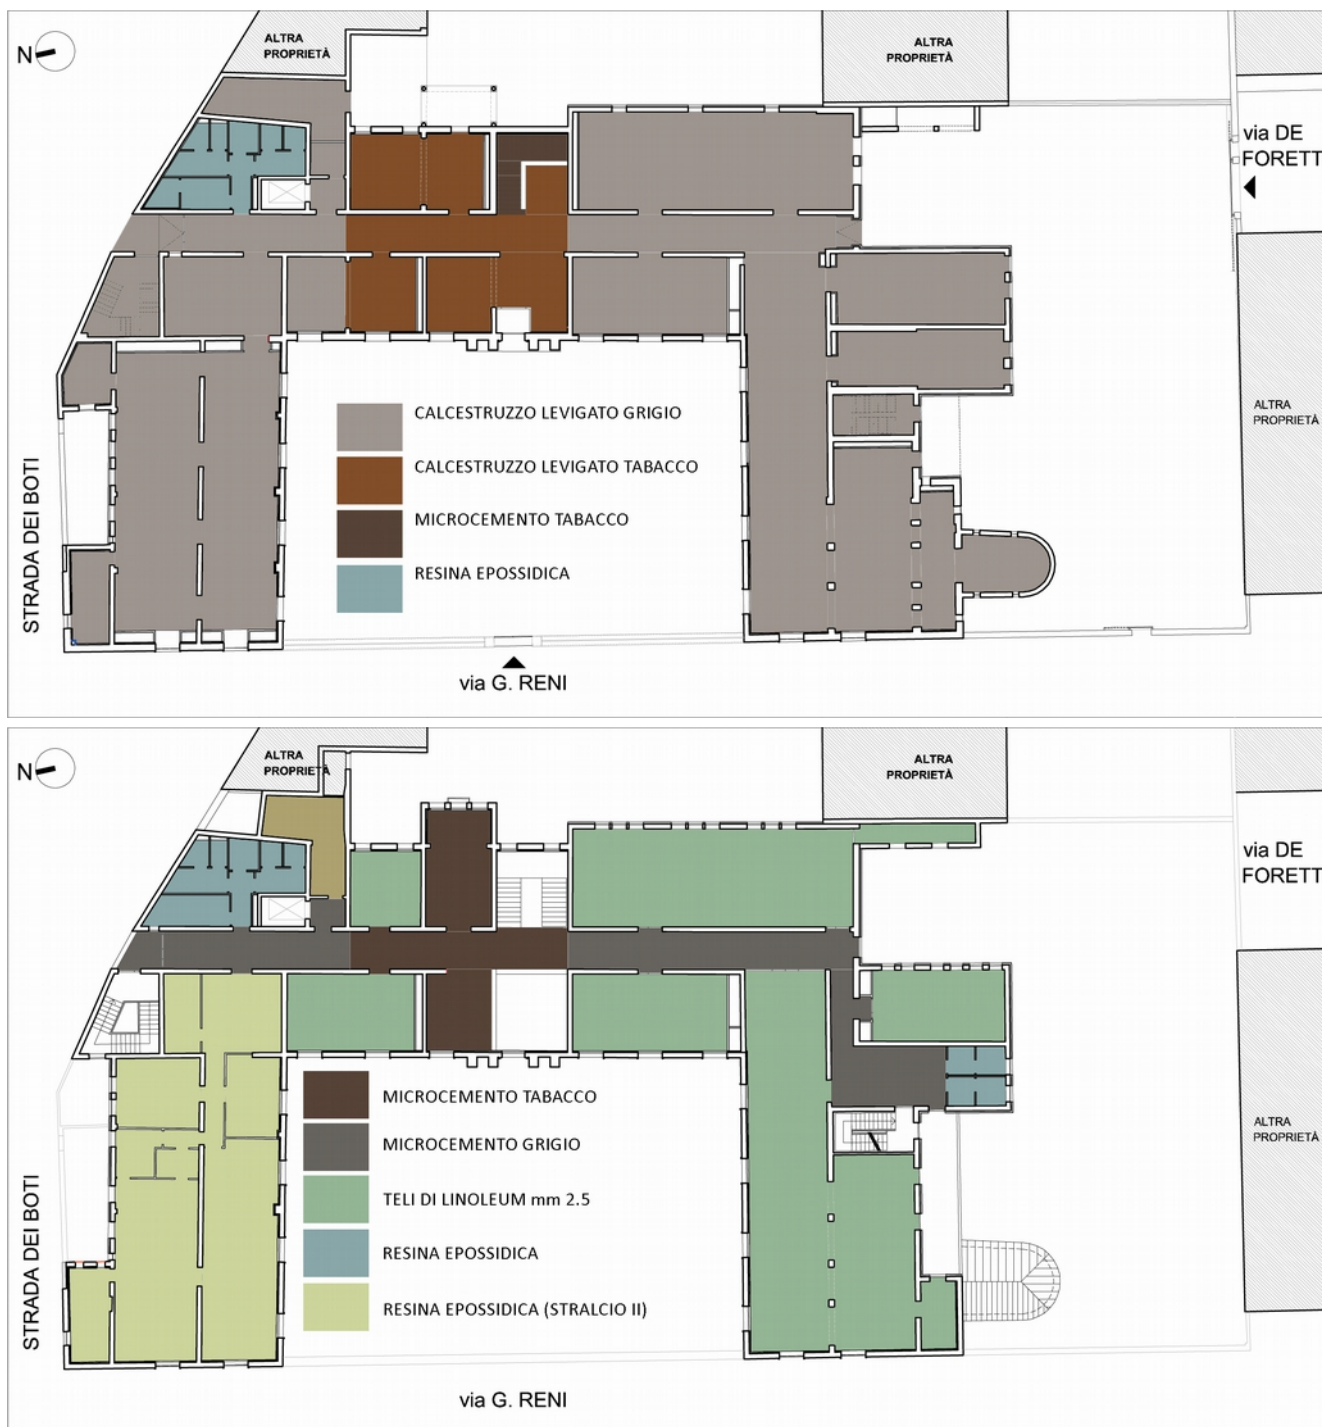 N
ALTRA
PROPRIETÀ
ALTRA
PROPRIETÀ
via DE
FORETT
ALTRA
PROPRIETÀ
CALCESTRUZZO LEVIGATO GRIGIO
CALCESTRUZZO LEVIGATO TABACCO
MICROCEMENTO TABACCO
RESINA EPOSSIDICA
STRADA DEI BOTI
via G. RENI
N
ALTRA
PROPRIETÀ
ALTRA
PROPRIETÀ
via DE
FORETT
ALTRA
PROPRIETÀ
MICROCEMENTO TABACCO
MICROCEMENTO GRIGIO
TELI DI LINOLEUM mm 2.5
RESINA EPOSSIDICA
RESINA EPOSSIDICA (STRALCIO II)
STRADA DEI BOTI
via G. RENI